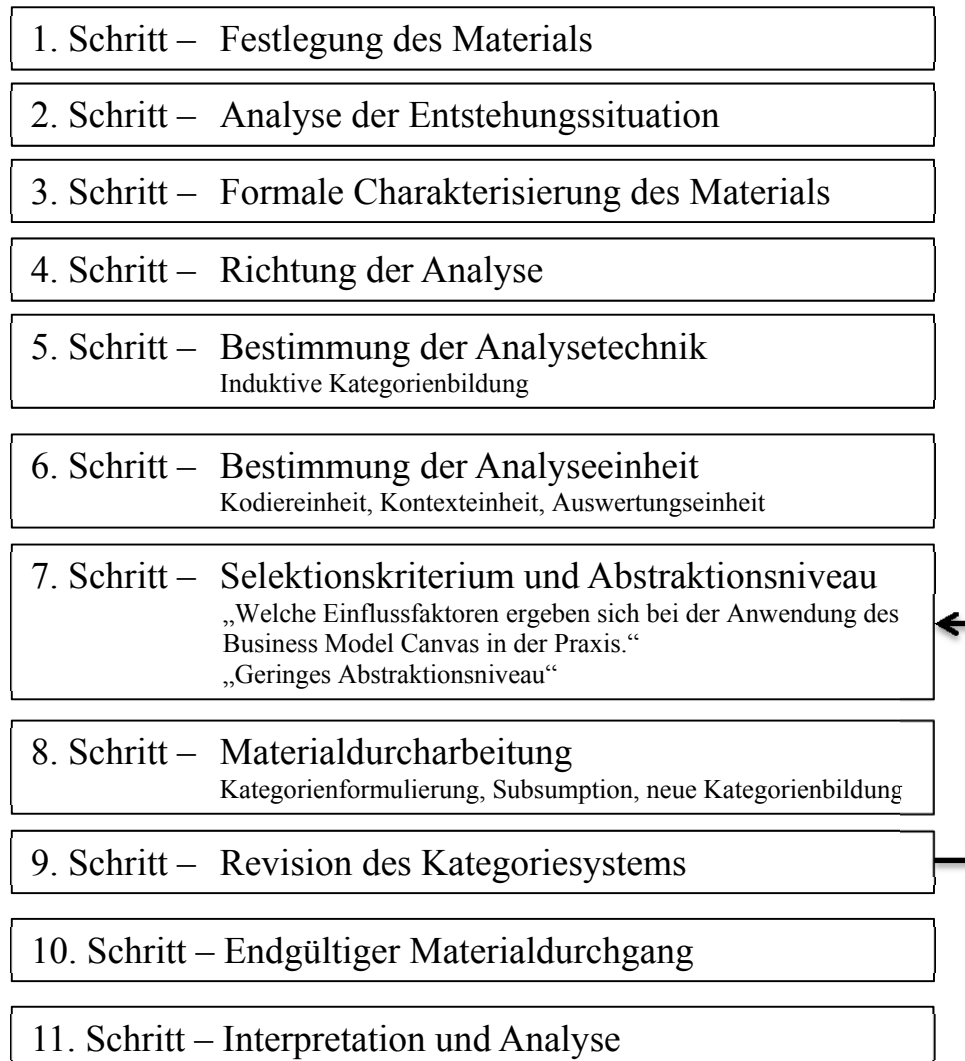 1. Schritt – Festlegung des Materials
2. Schritt – Analyse der Entstehungssituation
3. Schritt – Formale Charakterisierung des Materials
4. Schritt – Richtung der Analyse
5. Schritt – Bestimmung der Analysetechnik
Induktive Kategorienbildung
6. Schritt – Bestimmung der Analyseeinheit
Kodiereinheit, Kontexteinheit, Auswertungseinheit
7. Schritt – Selektionskriterium und Abstraktionsniveau
„Welche Einflussfaktoren ergeben sich bei der Anwendung des
Business Model Canvas in der Praxis.“
„Geringes Abstraktionsniveau“
8. Schritt – Materialdurcharbeitung
Kategorienformulierung, Subsumption, neue Kategorienbildung
9. Schritt – Revision des Kategoriesystems
10. Schritt – Endgültiger Materialdurchgang
11. Schritt – Interpretation und Analyse